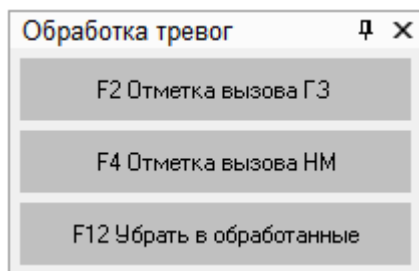 Обработка тревог
F2 Отметка вызова ГЗ
F4 Отметка вызова НМ
F12 Убрать в обработанные